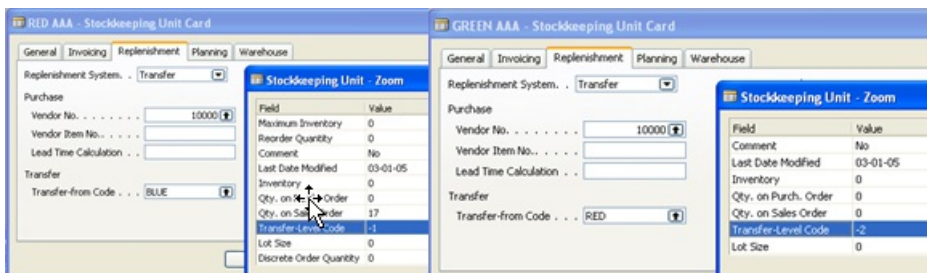 RED AAA - Stockkeeping Unit Card
General Invoicing Replenishment Planning Warehouse
Replenishment System. . Transfer
Purchase
Vendor No. . . . . . . . 10000
Vendor Item No.. . . . .
Lead Time Calculation . .
Transfer
Transfer-from Code . . . BLUE
Stockkeeping Unit - Zoom
Field Value
Maximum Inventory 0
Reorder Quantity 0
Comment No
Last Date Modified 03-01-05
Inventory 0
Qty. on Order 0
Qty. on Sales Order 17
Transfer-Level Code -1
Lot Size 0
Discrete Order Quantity 0
GREEN AAA - Stockkeeping Unit Card
General Invoicing Replenishment Planning Warehouse
Replenishment System. . Transfer
Purchase
Vendor No. . . . . . . . 10000
Vendor Item No.. . . . .
Lead Time Calculation . .
Transfer
Transfer-from Code . . . RED
Stockkeeping Unit - Zoom
Field Value
Comment No
Last Date Modified 03-01-05
Inventory 0
Qty. on Purch. Order 0
Qty. on Sales Order 0
Transfer-Level Code -2
Lot Size 0